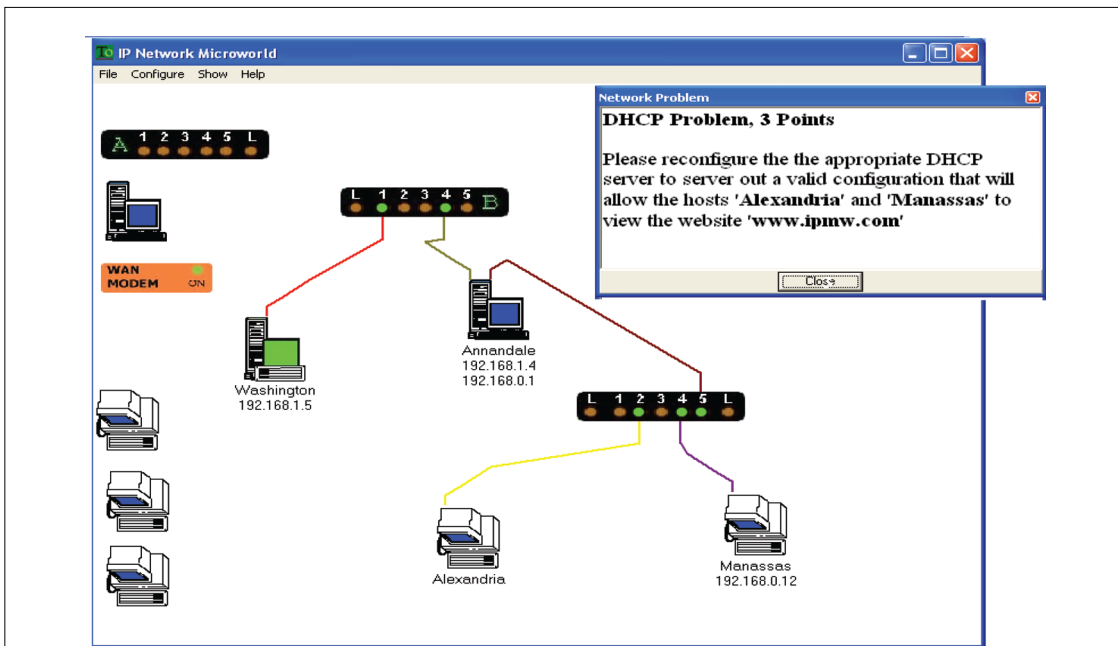 To IP Network Microworld
File Configure Show Help
Network Problem
DHCP Problem, 3 Points
Please reconfigure the the appropriate DHCP
server to server out a valid configuration that will
allow the hosts 'Alexandria' and 'Manassas' to
view the website 'www.ipmw.com'
Close
A 1 2 3 4 5 L
L 1 2 3 4 5 B
WAN
MODEM ON
Washington
192.168.1.5
Annandale
192.168.1.4
192.168.0.1
L 1 2 3 4 5 L
Alexandria
Manassas
192.168.0.12